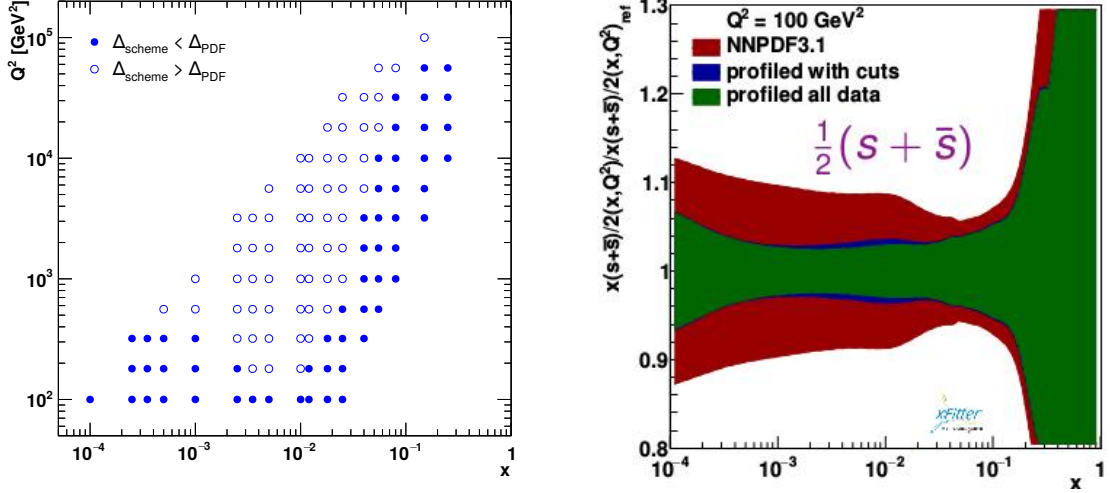 Q² [GeV²]
10⁵
10⁴
10³
10²
Δscheme < ΔPDF
Δscheme > ΔPDF
10⁻⁴
10⁻³
10⁻²
10⁻¹
1
x
x(s+s̅)/2(x,Q²)/x(s+s̅)/2(x,Q²)ref
1.3
1.2
1.1
1
0.9
0.8
Q² = 100 GeV²
NNPDF3.1
profiled with cuts
profiled all data
½(s + s̄)
xFitter
10⁻⁴
10⁻³
10⁻²
10⁻¹
1
x